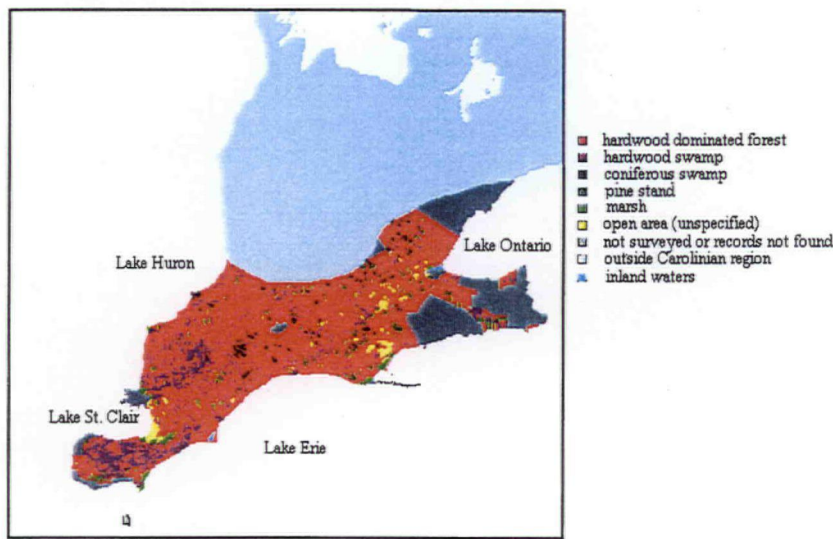 Lake Huron
Lake Ontario
Lake St. Clair
Lake Erie
hardwood dominated forest
hardwood swamp
coniferous swamp
pine stand
marsh
open area (unspecified)
not surveyed or records not found
outside Carolinian region
inland waters